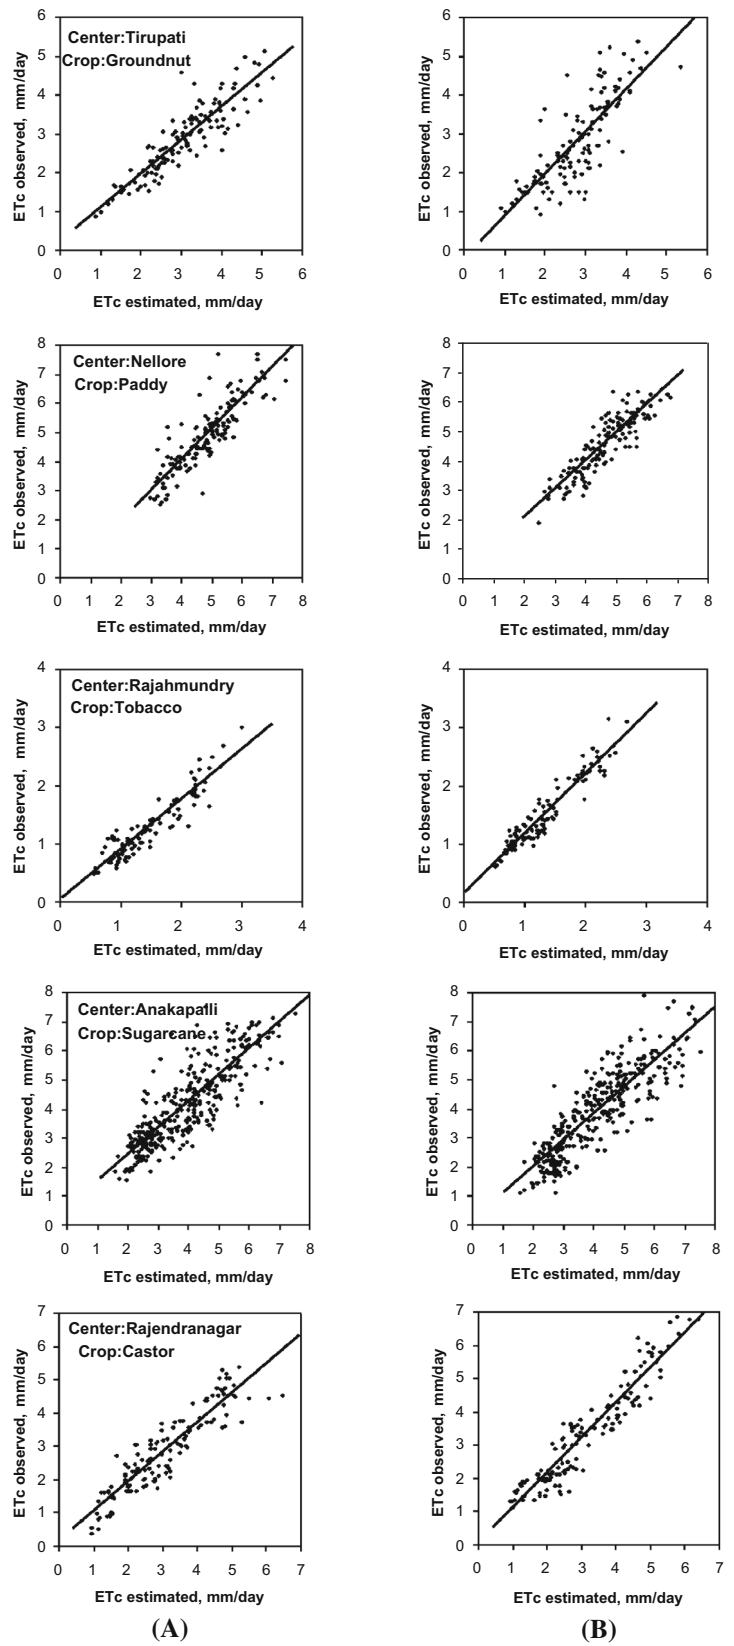 Center:Tirupati
Crop:Groundnut
ETc observed, mm/day
6
5
4
3
2
1
0
0 1 2 3 4 5 6
ETc estimated, mm/day
ETc observed, mm/day
6
5
4
3
2
1
0
0 1 2 3 4 5 6
ETc estimated, mm/day
Center:Nellore
Crop:Paddy
ETc observed, mm/day
8
7
6
5
4
3
2
1
0
0 1 2 3 4 5 6 7 8
ETc estimated, mm/day
ETc observed, mm/day
8
7
6
5
4
3
2
1
0
0 1 2 3 4 5 6 7 8
ETc estimated, mm/day
Center:Rajahmundry
Crop:Tobacco
ETc observed, mm/day
4
3
2
1
0
0 1 2 3 4
ETc estimated, mm/day
ETc observed, mm/day
4
3
2
1
0
0 1 2 3 4
ETc estimated, mm/day
Center:Anakapalli
Crop:Sugarcane
ETc observed, mm/day
8
7
6
5
4
3
2
1
0
0 1 2 3 4 5 6 7 8
ETc estimated, mm/day
ETc observed, mm/day
8
7
6
5
4
3
2
1
0
0 1 2 3 4 5 6 7 8
ETc estimated, mm/day
Center:Rajendranagar
Crop:Castor
ETc observed, mm/day
7
6
5
4
3
2
1
0
0 1 2 3 4 5 6 7
ETc estimated, mm/day
ETc observed, mm/day
7
6
5
4
3
2
1
0
0 1 2 3 4 5 6 7
ETc estimated, mm/day
(A) (B)